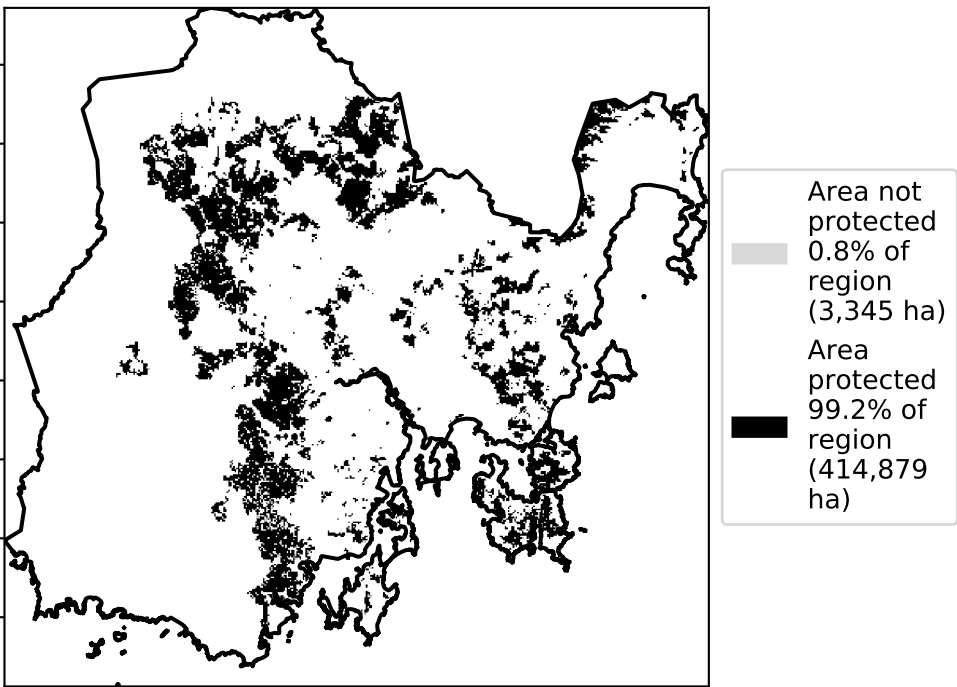 Area not
protected
0.8% of
region
(3,345 ha)
Area
protected
99.2% of
region
(414,879
ha)